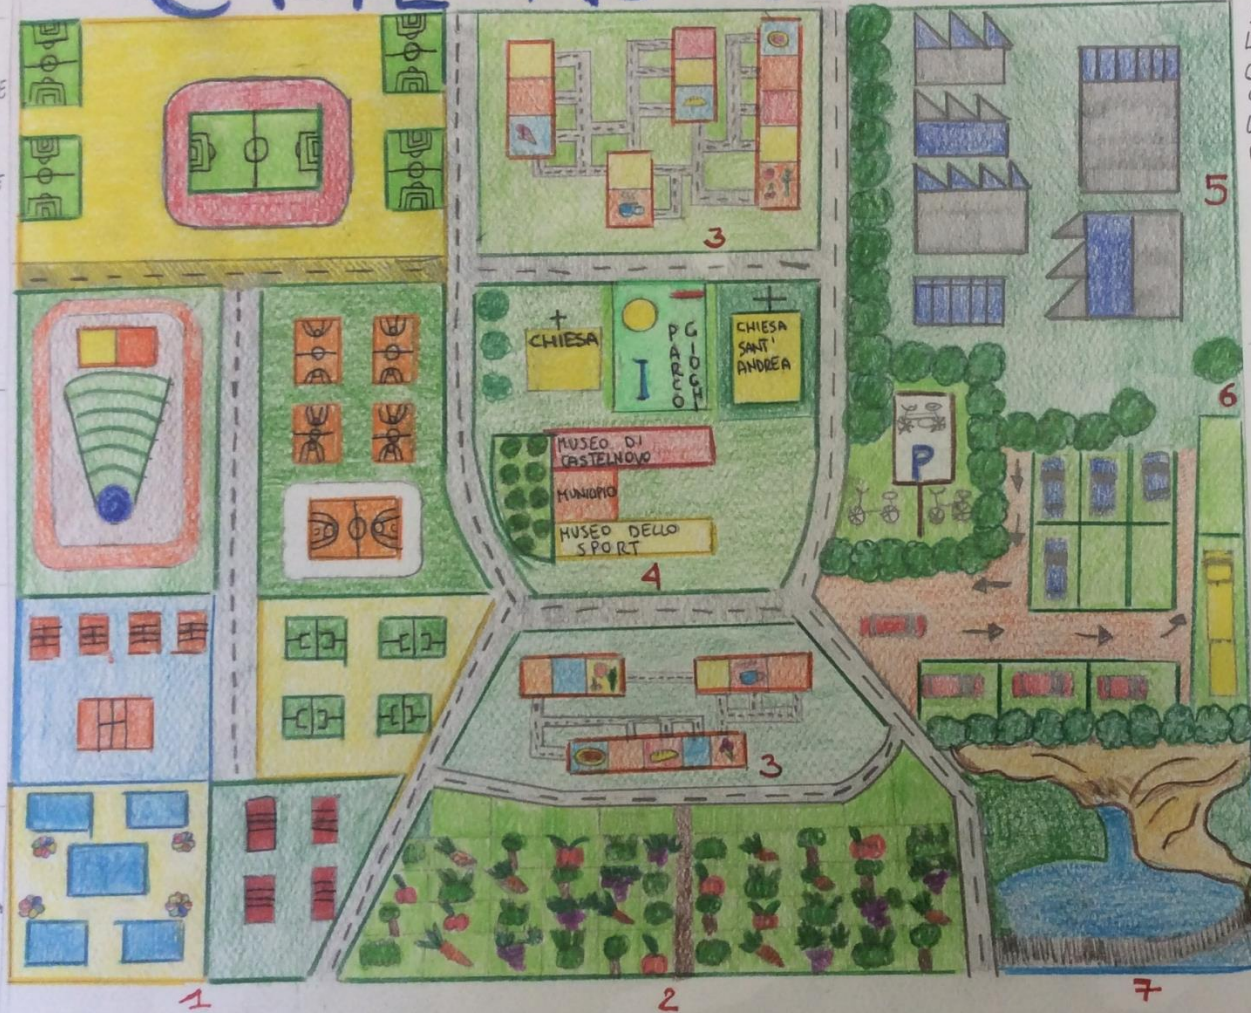 3
5
CHIESA
PARCO
GIOCHI
CHIESA
SANT'
ANDREA
6
P
MUSEO DI
CASTELNOVO
MUNICIPIO
MUSEO DELLO
SPORT
4
3
1
2
7